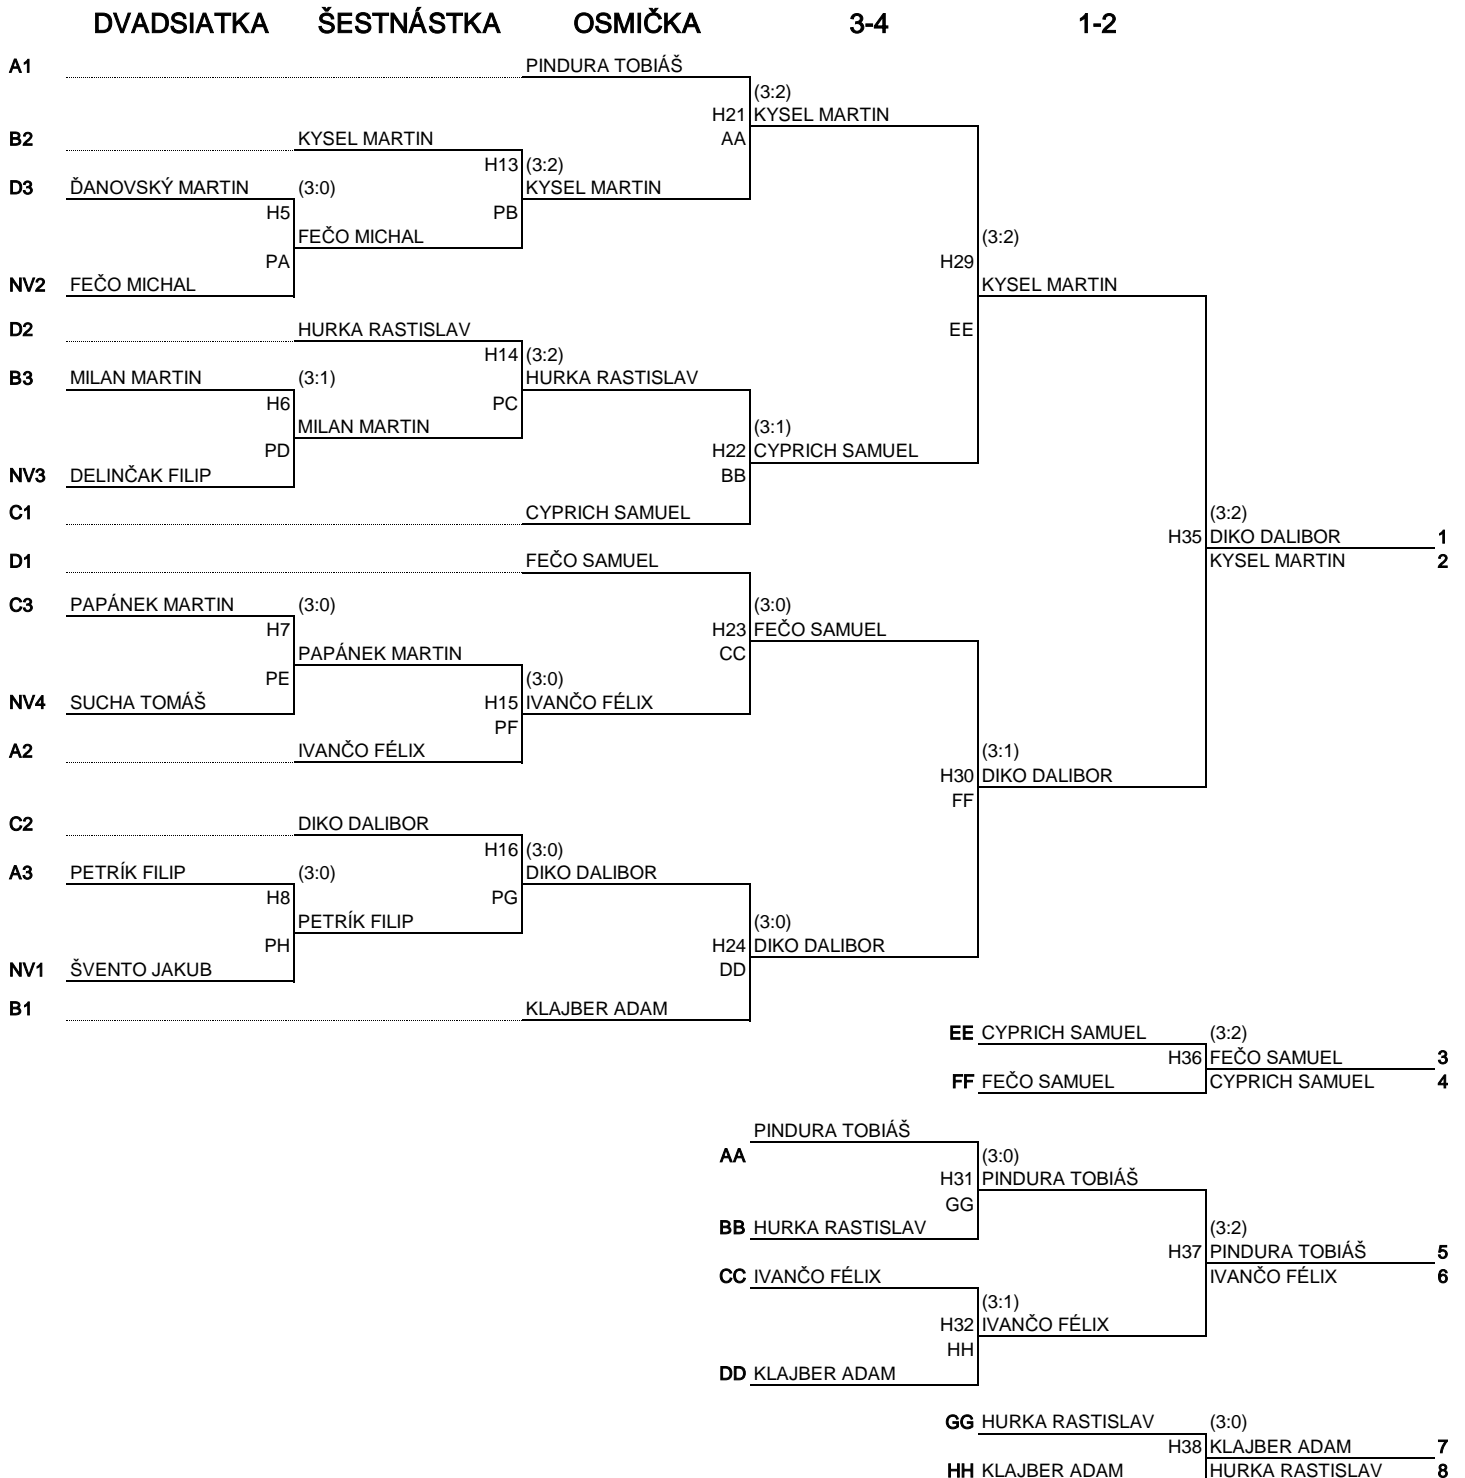 DVADSIATKA ŠESTNÁSTKA OSMIČKA 3-4 1-2
A1 PINDURA TOBIÁŠ
(3:2)
H21 KYSEL MARTIN
B2 KYSEL MARTIN AA
H13 (3:2)
D3 ĎANOVSKÝ MARTIN (3:0) KYSEL MARTIN
H5 PB
FEČO MICHAL (3:2)
PA H29
NV2 FEČO MICHAL KYSEL MARTIN
D2 HURKA RASTISLAV EE
H14 (3:2)
B3 MILAN MARTIN (3:1) HURKA RASTISLAV
H6 PC
MILAN MARTIN (3:1)
PD H22 CYPRICH SAMUEL
NV3 DELINČAK FILIP BB
C1 CYPRICH SAMUEL (3:2)
H35 DIKO DALIBOR 1
D1 FEČO SAMUEL KYSEL MARTIN 2
C3 PAPÁNEK MARTIN (3:0) (3:0)
H7 H23 FEČO SAMUEL
PAPÁNEK MARTIN CC
PE (3:0)
NV4 SUCHA TOMÁŠ H15 IVANČO FÉLIX
PF
A2 IVANČO FÉLIX (3:1)
H30 DIKO DALIBOR
FF
C2 DIKO DALIBOR
H16 (3:0)
A3 PETRÍK FILIP (3:0) DIKO DALIBOR
H8 PG
PETRÍK FILIP (3:0)
PH H24 DIKO DALIBOR
NV1 ŠVENTO JAKUB DD
B1 KLAJBER ADAM
EE CYPRICH SAMUEL (3:2)
H36 FEČO SAMUEL 3
FF FEČO SAMUEL CYPRICH SAMUEL 4
PINDURA TOBIÁŠ
AA (3:0)
H31 PINDURA TOBIÁŠ
GG
BB HURKA RASTISLAV (3:2)
H37 PINDURA TOBIÁŠ 5
CC IVANČO FÉLIX IVANČO FÉLIX 6
(3:1)
H32 IVANČO FÉLIX
HH
DD KLAJBER ADAM
GG HURKA RASTISLAV (3:0)
H38 KLAJBER ADAM 7
HH KLAJBER ADAM HURKA RASTISLAV 8